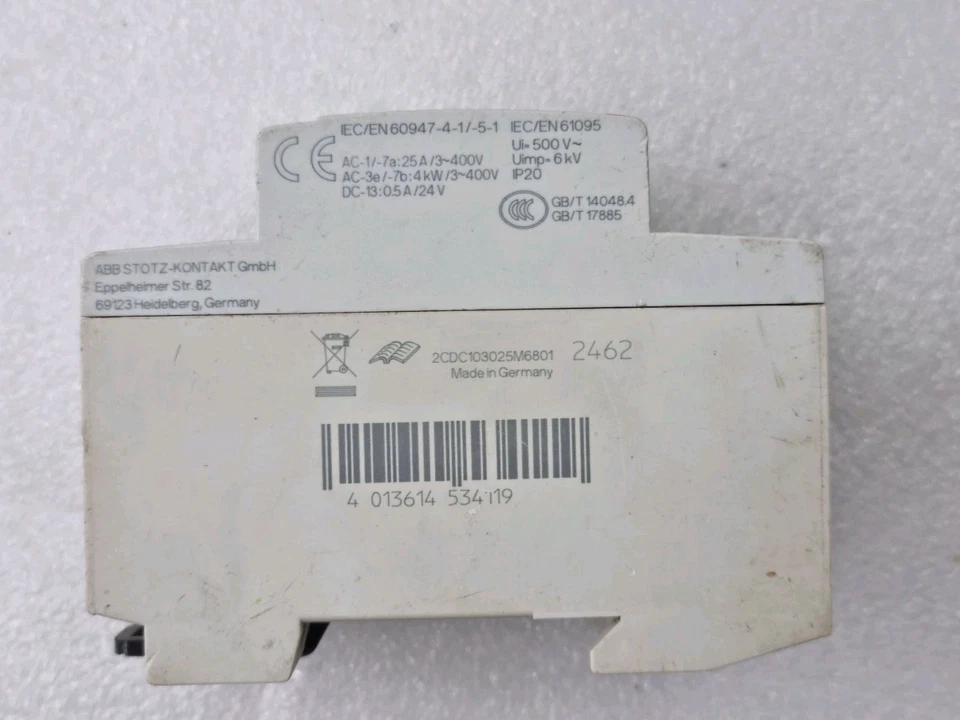 CE
IEC/EN 60947-4-1/-5-1 IEC/EN 61095
AC-1/-7a: 25 A /3~400V
AC-3e/-7b: 4 kW /3~400V
DC-13: 0.5 A / 24 V
Ui= 500 V~
Uimp= 6 kV
IP20
CCC
GB/T 14048.4
GB/T 17885
ABB STOTZ-KONTAKT GmbH
Eppelheimer Str. 82
69123 Heidelberg, Germany
2CDC103025M6801 2462
Made in Germany
4 013614